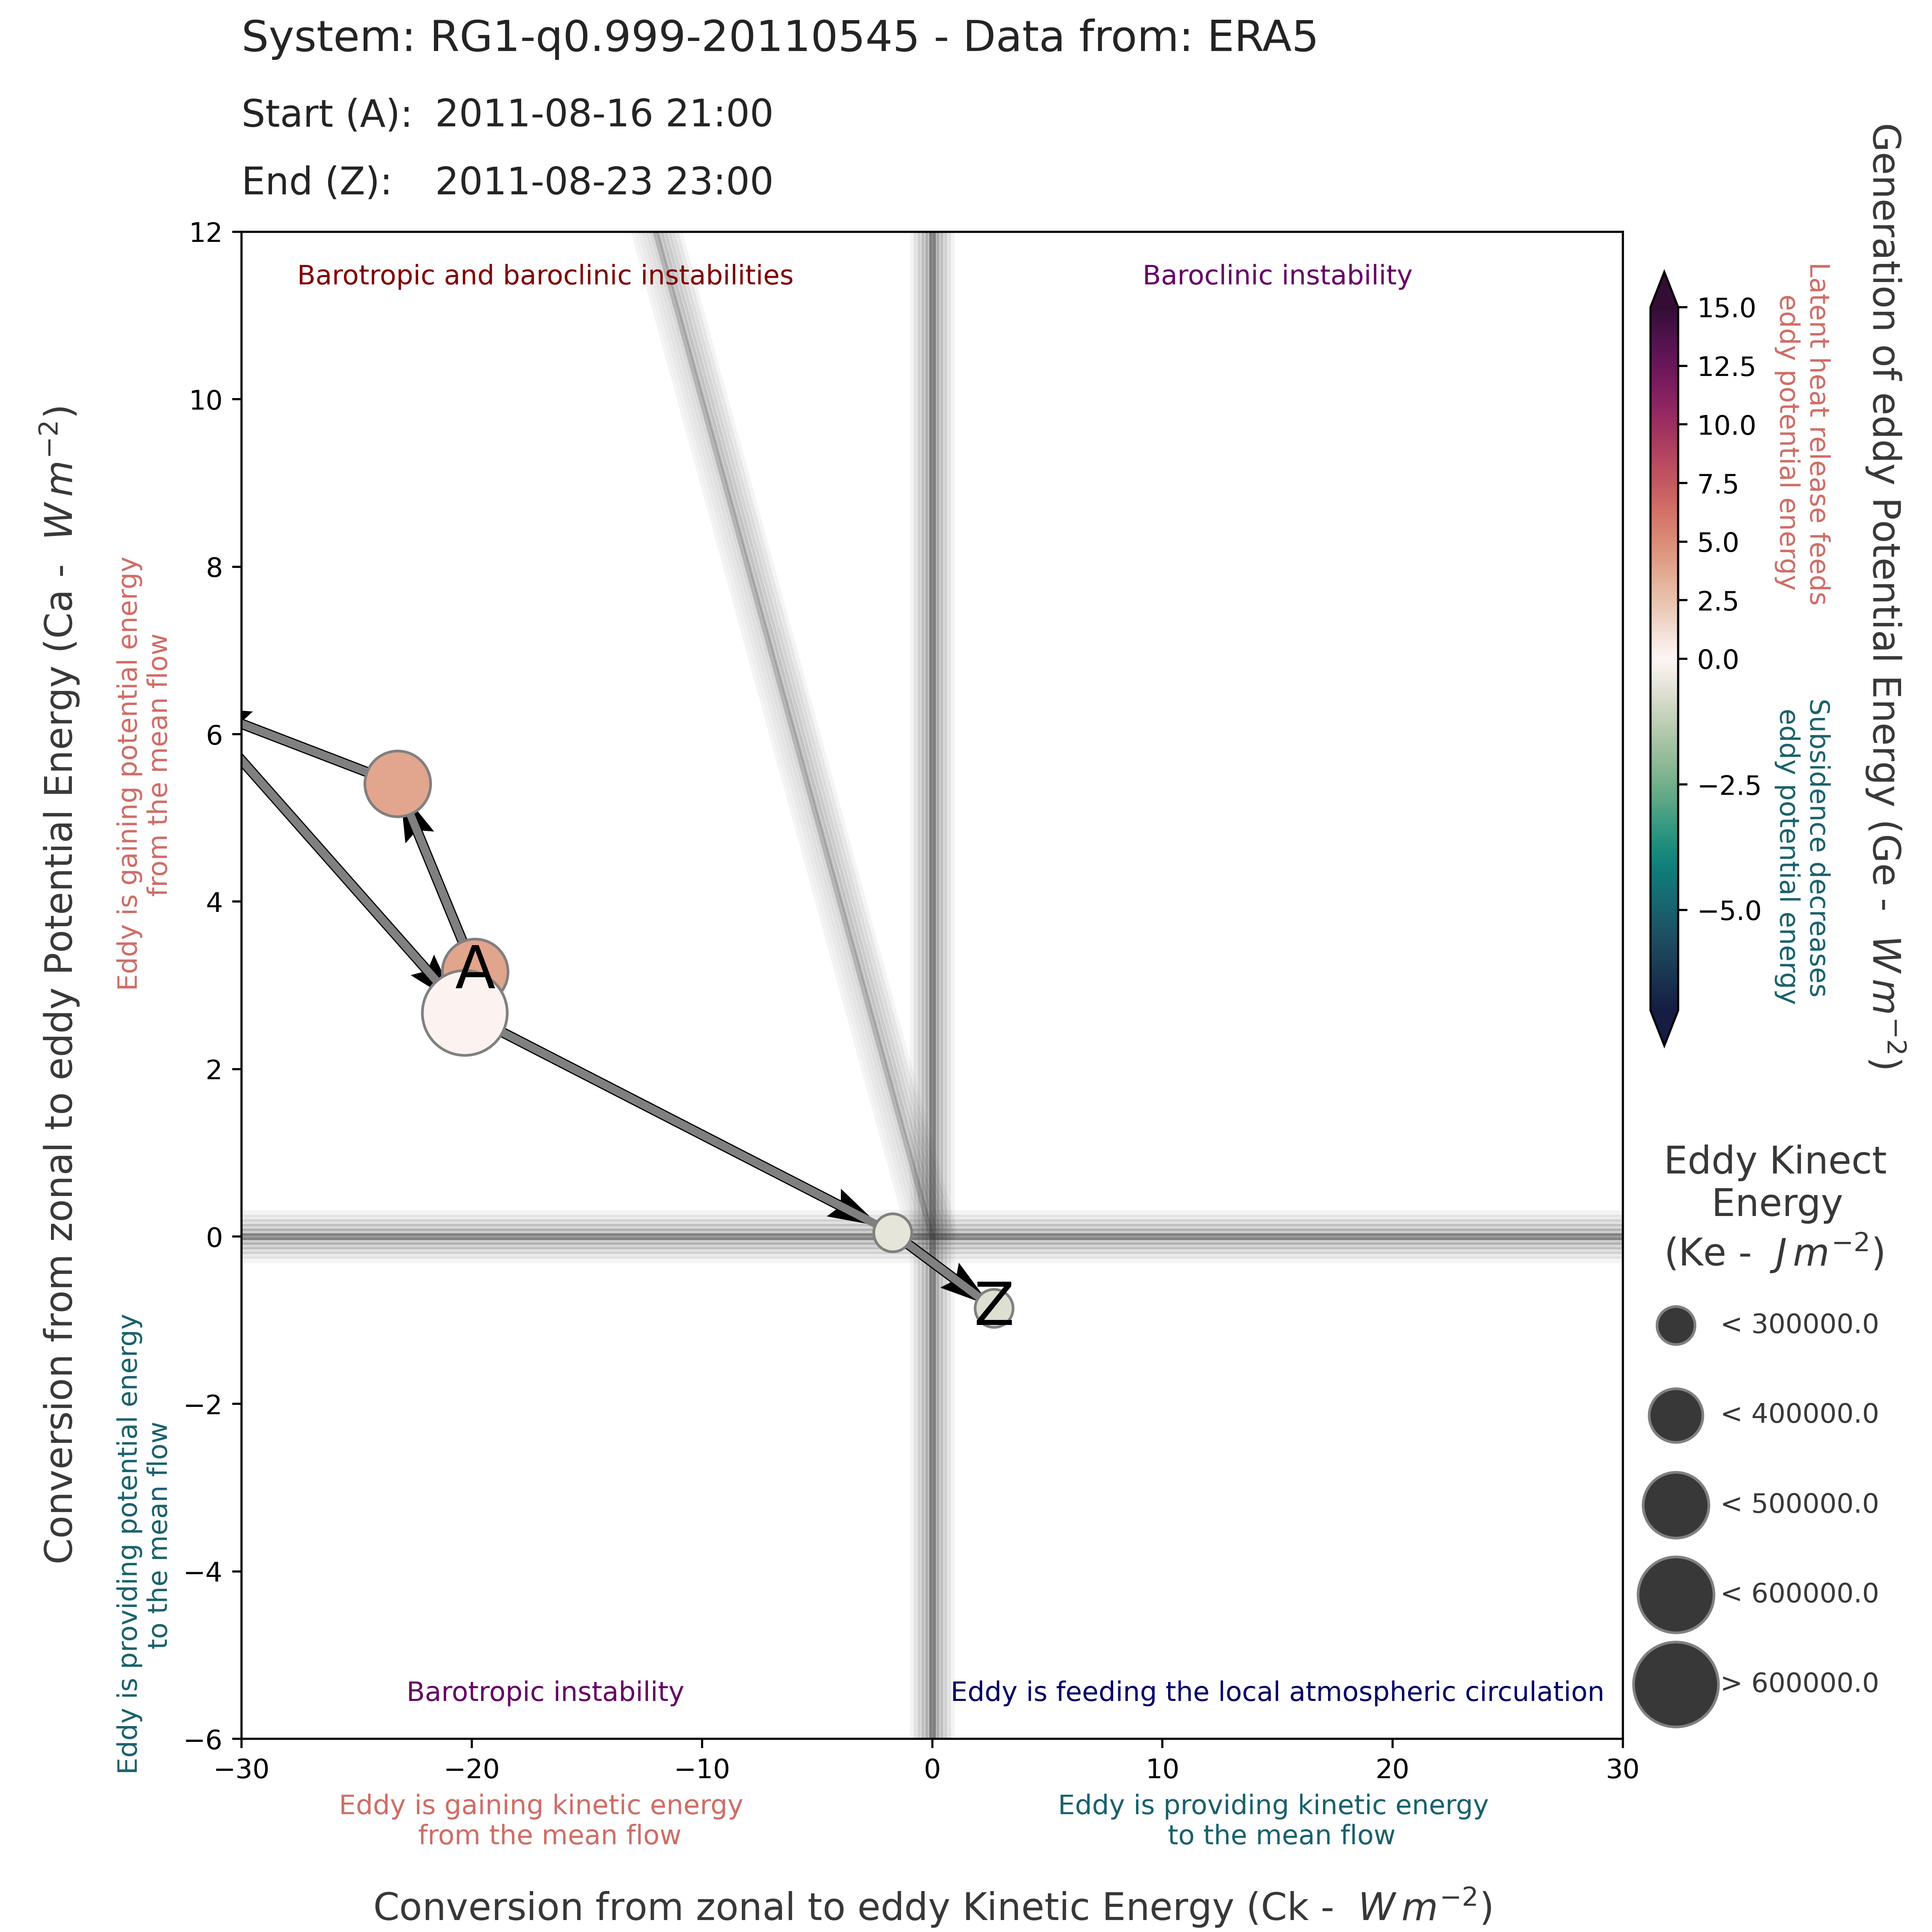 System: RG1-q0.999-20110545 - Data from: ERA5
Start (A): 2011-08-16 21:00
End (Z): 2011-08-23 23:00
Barotropic and baroclinic instabilities
Baroclinic instability
Barotropic instability
Eddy is feeding the local atmospheric circulation
A
Z
12
10
8
6
4
2
0
−2
−4
−6
−30
−20
−10
0
10
20
30
Conversion from zonal to eddy Potential Energy (Ca - W m⁻²)
Eddy is gaining potential energy
from the mean flow
Eddy is providing potential energy
to the mean flow
Eddy is gaining kinetic energy
from the mean flow
Eddy is providing kinetic energy
to the mean flow
Conversion from zonal to eddy Kinetic Energy (Ck - W m⁻²)
15.0
12.5
10.0
7.5
5.0
2.5
0.0
−2.5
−5.0
Latent heat release feeds
eddy potential energy
Subsidence decreases
eddy potential energy
Generation of eddy Potential Energy (Ge - W m⁻²)
Eddy Kinect
Energy
(Ke - J m⁻²)
< 300000.0
< 400000.0
< 500000.0
< 600000.0
> 600000.0